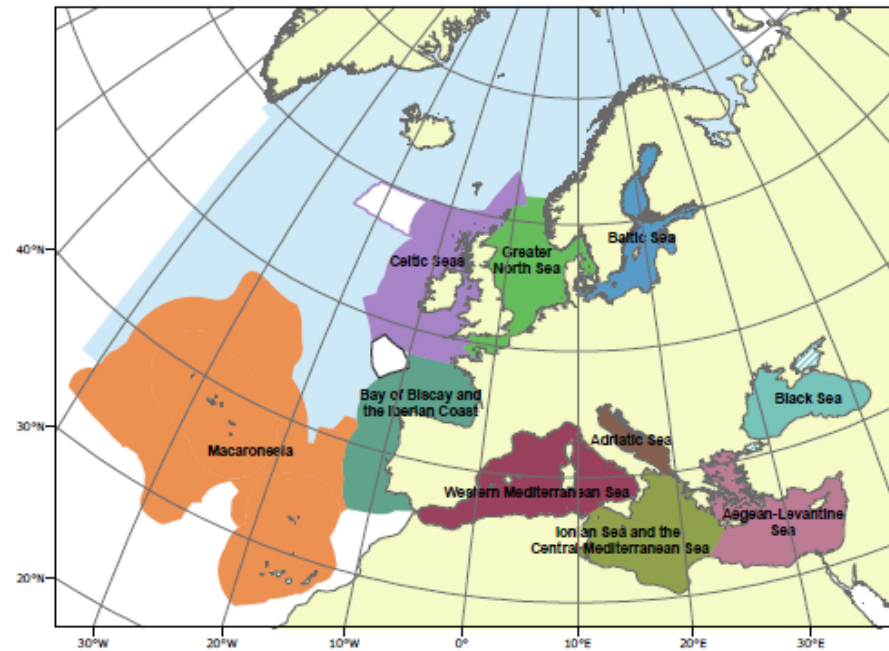 40°N
30°N
20°N
Celtic Seas
Greater
North Sea
Baltic Sea
Bay of Biscay and
the Iberian Coast
Black Sea
Macaronesia
Adriatic Sea
Western Mediterranean Sea
Aegean-Levantine
Sea
Ionian Sea and the
Central Mediterranean Sea
30°W
20°W
10°W
0°
10°E
20°E
30°E